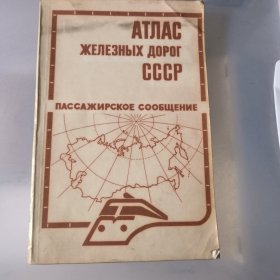 АТЛАС
ЖЕЛЕЗНЫХ ДОРОГ
СССР
ПАССАЖИРСКОЕ СООБЩЕНИЕ